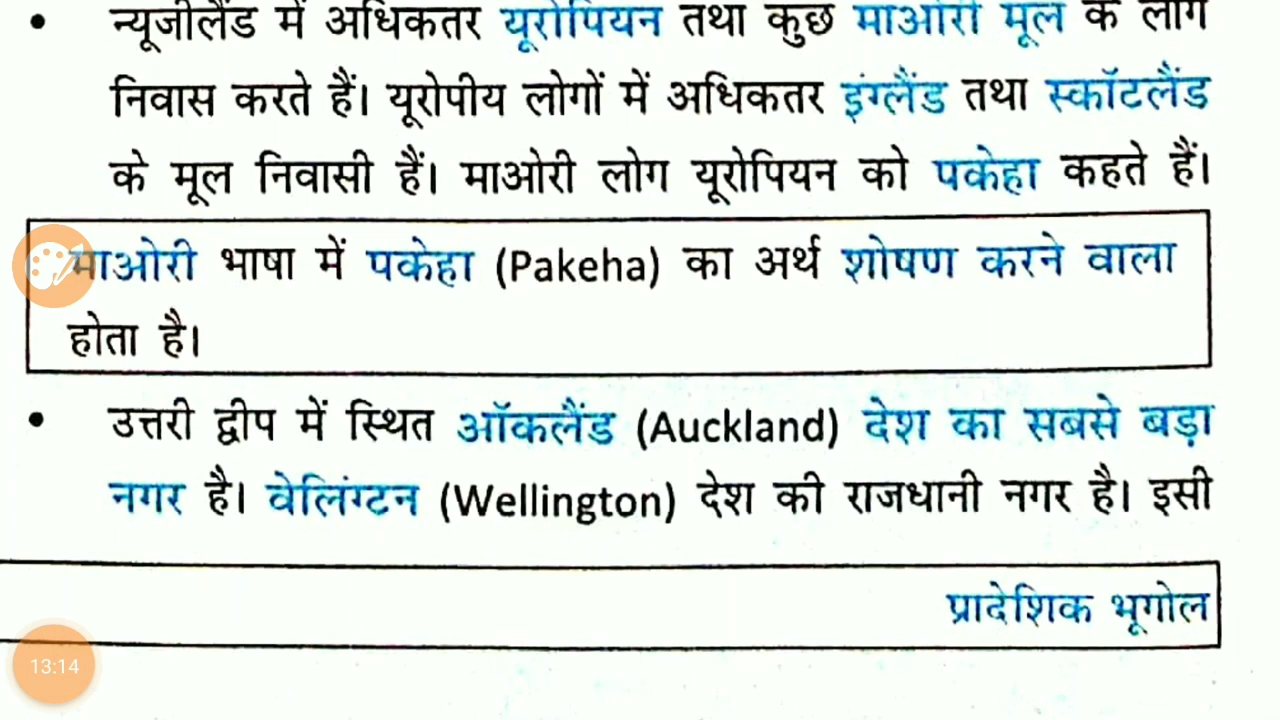 न्यूजीलैंड में अधिकतर यूरोपियन तथा कुछ माओरी मूल के लोग
निवास करते हैं। यूरोपीय लोगों में अधिकतर इंग्लैंड तथा स्कॉटलैंड
के मूल निवासी हैं। माओरी लोग यूरोपियन को पकेहा कहते हैं।
माओरी भाषा में पकेहा (Pakeha) का अर्थ शोषण करने वाला
होता है।
उत्तरी द्वीप में स्थित ऑकलैंड (Auckland) देश का सबसे बड़ा
नगर है। वेलिंग्टन (Wellington) देश की राजधानी नगर है। इसी
प्रादेशिक भूगोल
13:14